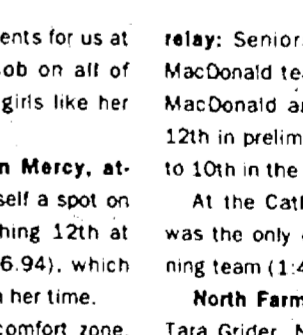 ents for us at
ob on all of
girls like her
n Mercy, at-
self a spot on
hing 12th at
6.94), which
her time.
comfort zone,
relay: Senior
MacDonald te
MacDonald a
12th in prelim
to 10th in the
At the Cath
was the only
ning team (1:4
North Farm
Tara Grider, M